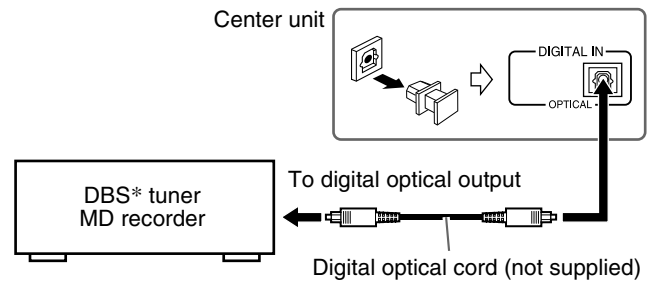 Center unit
DIGITAL IN
OPTICAL
To digital optical output
DBS* tuner
MD recorder
Digital optical cord (not supplied)